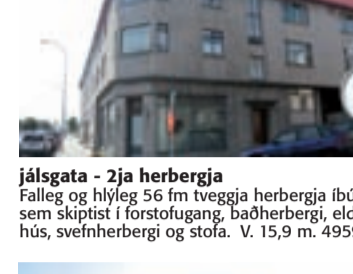 jálsgata - 2ja herbergja
Falleg og hlýleg 56 fm tveggja herbergja íbú
sem skiptist í forstofugang, baðherbergi, eld
hús, svefnherbergi og stofa. V. 15,9 m. 4959